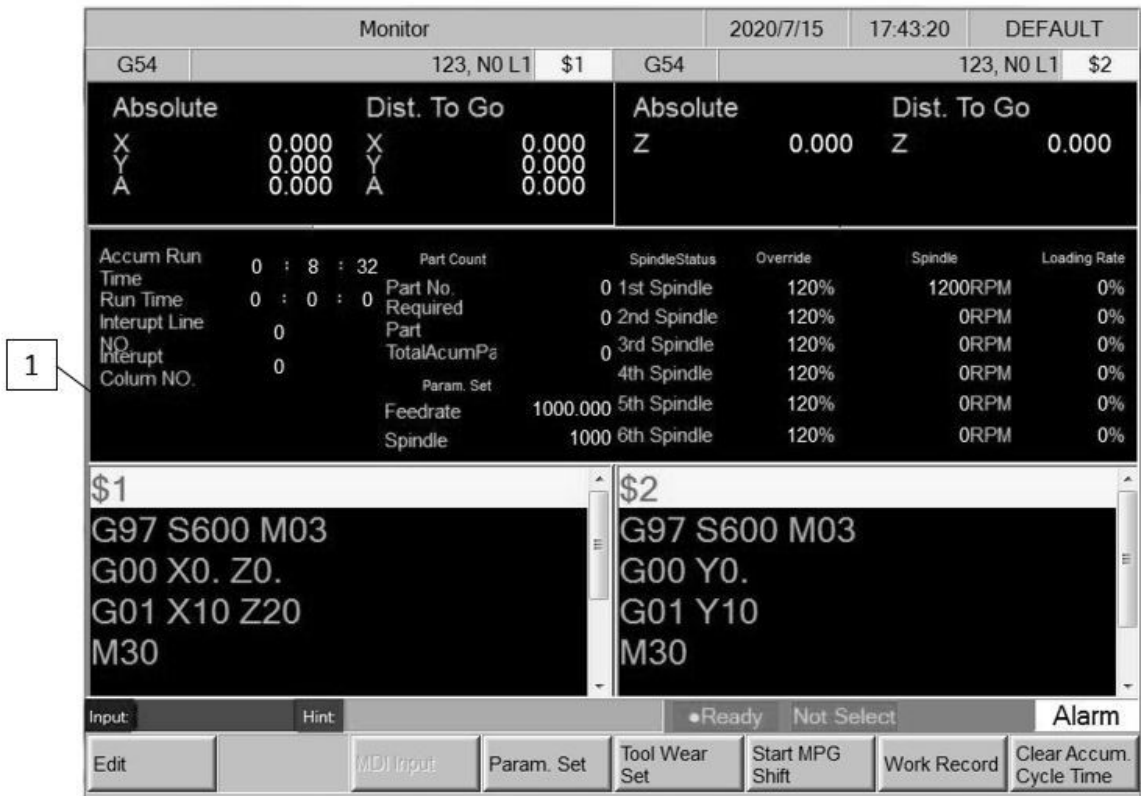 Monitor 2020/7/15 17:43:20 DEFAULT
G54 123, N0 L1 $1 G54 123, N0 L1 $2
Absolute Dist. To Go Absolute Dist. To Go
X 0.000 X 0.000 Z 0.000 Z 0.000
Y 0.000 Y 0.000
A 0.000 A 0.000
Accum Run Time 0 : 8 : 32
Run Time 0 : 0 : 0
Interupt Line NO. 0
Interupt Colum NO. 0
1
Part Count
Part No. 0
Required Part 0
TotalAcumPa 0
Param. Set
Feedrate 1000.000
Spindle 1000
SpindleStatus Override Spindle Loading Rate
1st Spindle 120% 1200RPM 0%
2nd Spindle 120% 0RPM 0%
3rd Spindle 120% 0RPM 0%
4th Spindle 120% 0RPM 0%
5th Spindle 120% 0RPM 0%
6th Spindle 120% 0RPM 0%
$1
G97 S600 M03
G00 X0. Z0.
G01 X10 Z20
M30
$2
G97 S600 M03
G00 Y0.
G01 Y10
M30
Input: Hint: ●Ready Not Select Alarm
Edit MDI Input Param. Set Tool Wear Set Start MPG Shift Work Record Clear Accum. Cycle Time